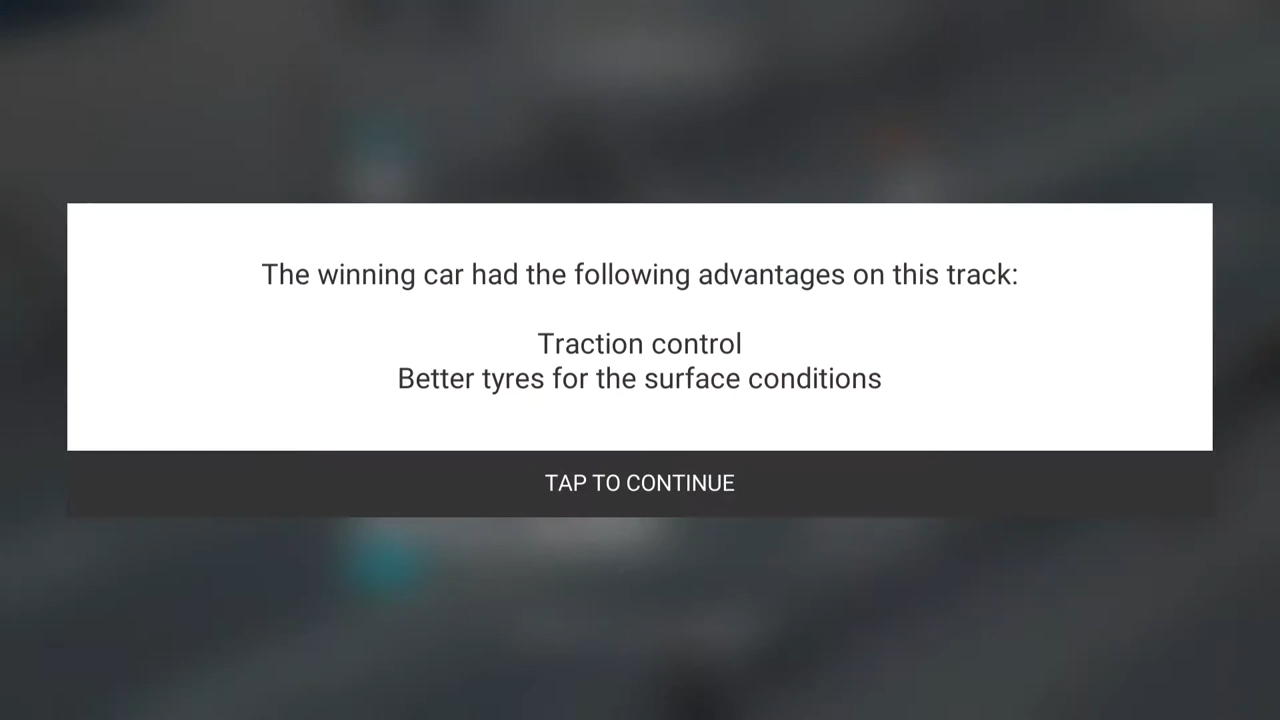 The winning car had the following advantages on this track:
Traction control
Better tyres for the surface conditions
TAP TO CONTINUE